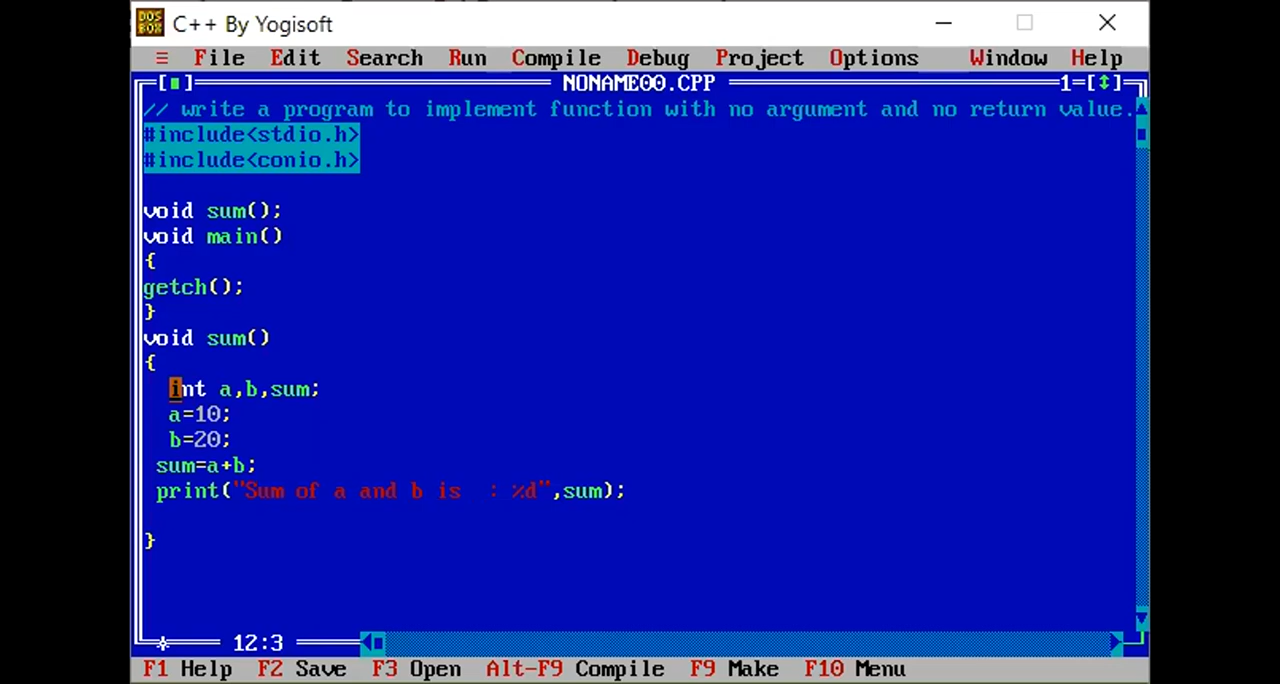 C++ By Yogisoft
≡ File Edit Search Run Compile Debug Project Options Window Help
[■] NONAME00.CPP 1=[↕]
// write a program to implement function with no argument and no return value.
#include<stdio.h>
#include<conio.h>
void sum();
void main()
{
getch();
}
void sum()
{
int a,b,sum;
a=10;
b=20;
sum=a+b;
print("Sum of a and b is  : %d",sum);
}
12:3
F1 Help F2 Save F3 Open Alt-F9 Compile F9 Make F10 Menu